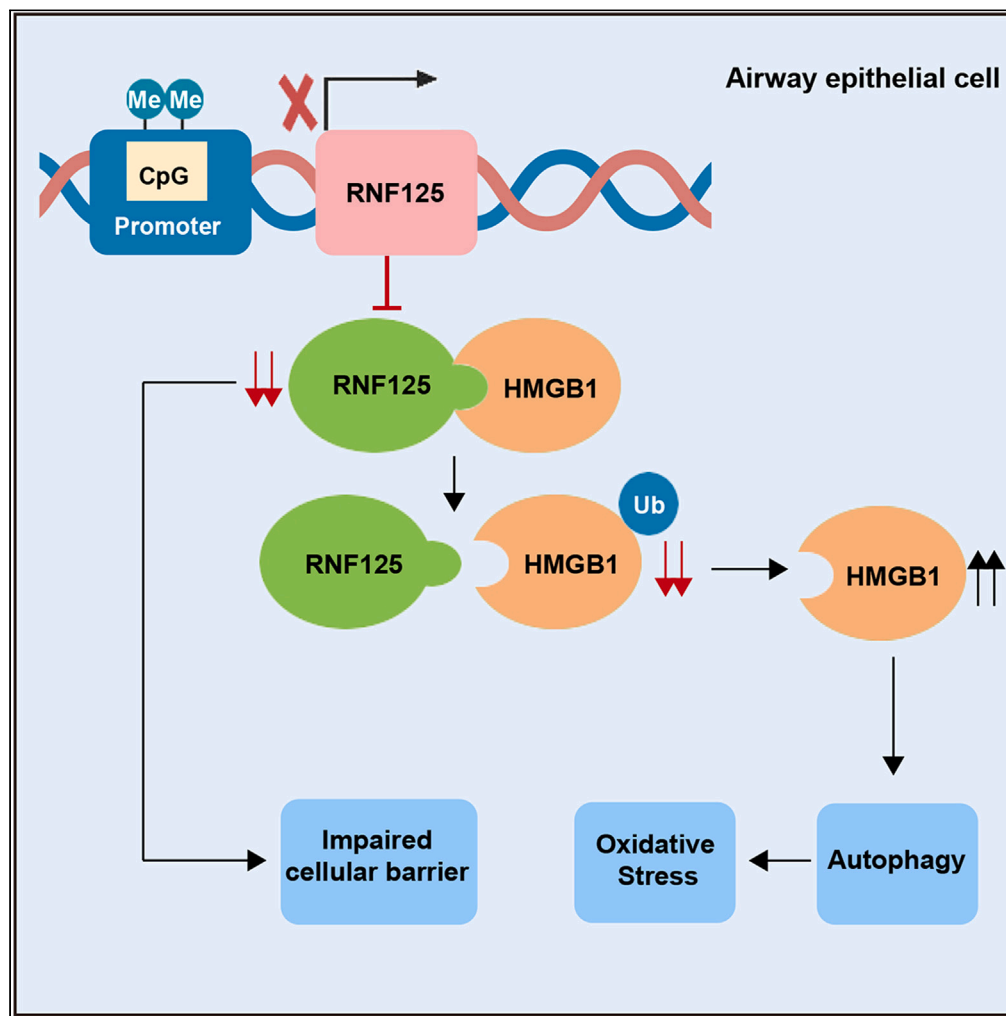 Airway epithelial cell
Me Me
CpG
Promoter
RNF125
RNF125
HMGB1
Ub
RNF125
HMGB1
HMGB1
Impaired
cellular barrier
Oxidative
Stress
Autophagy